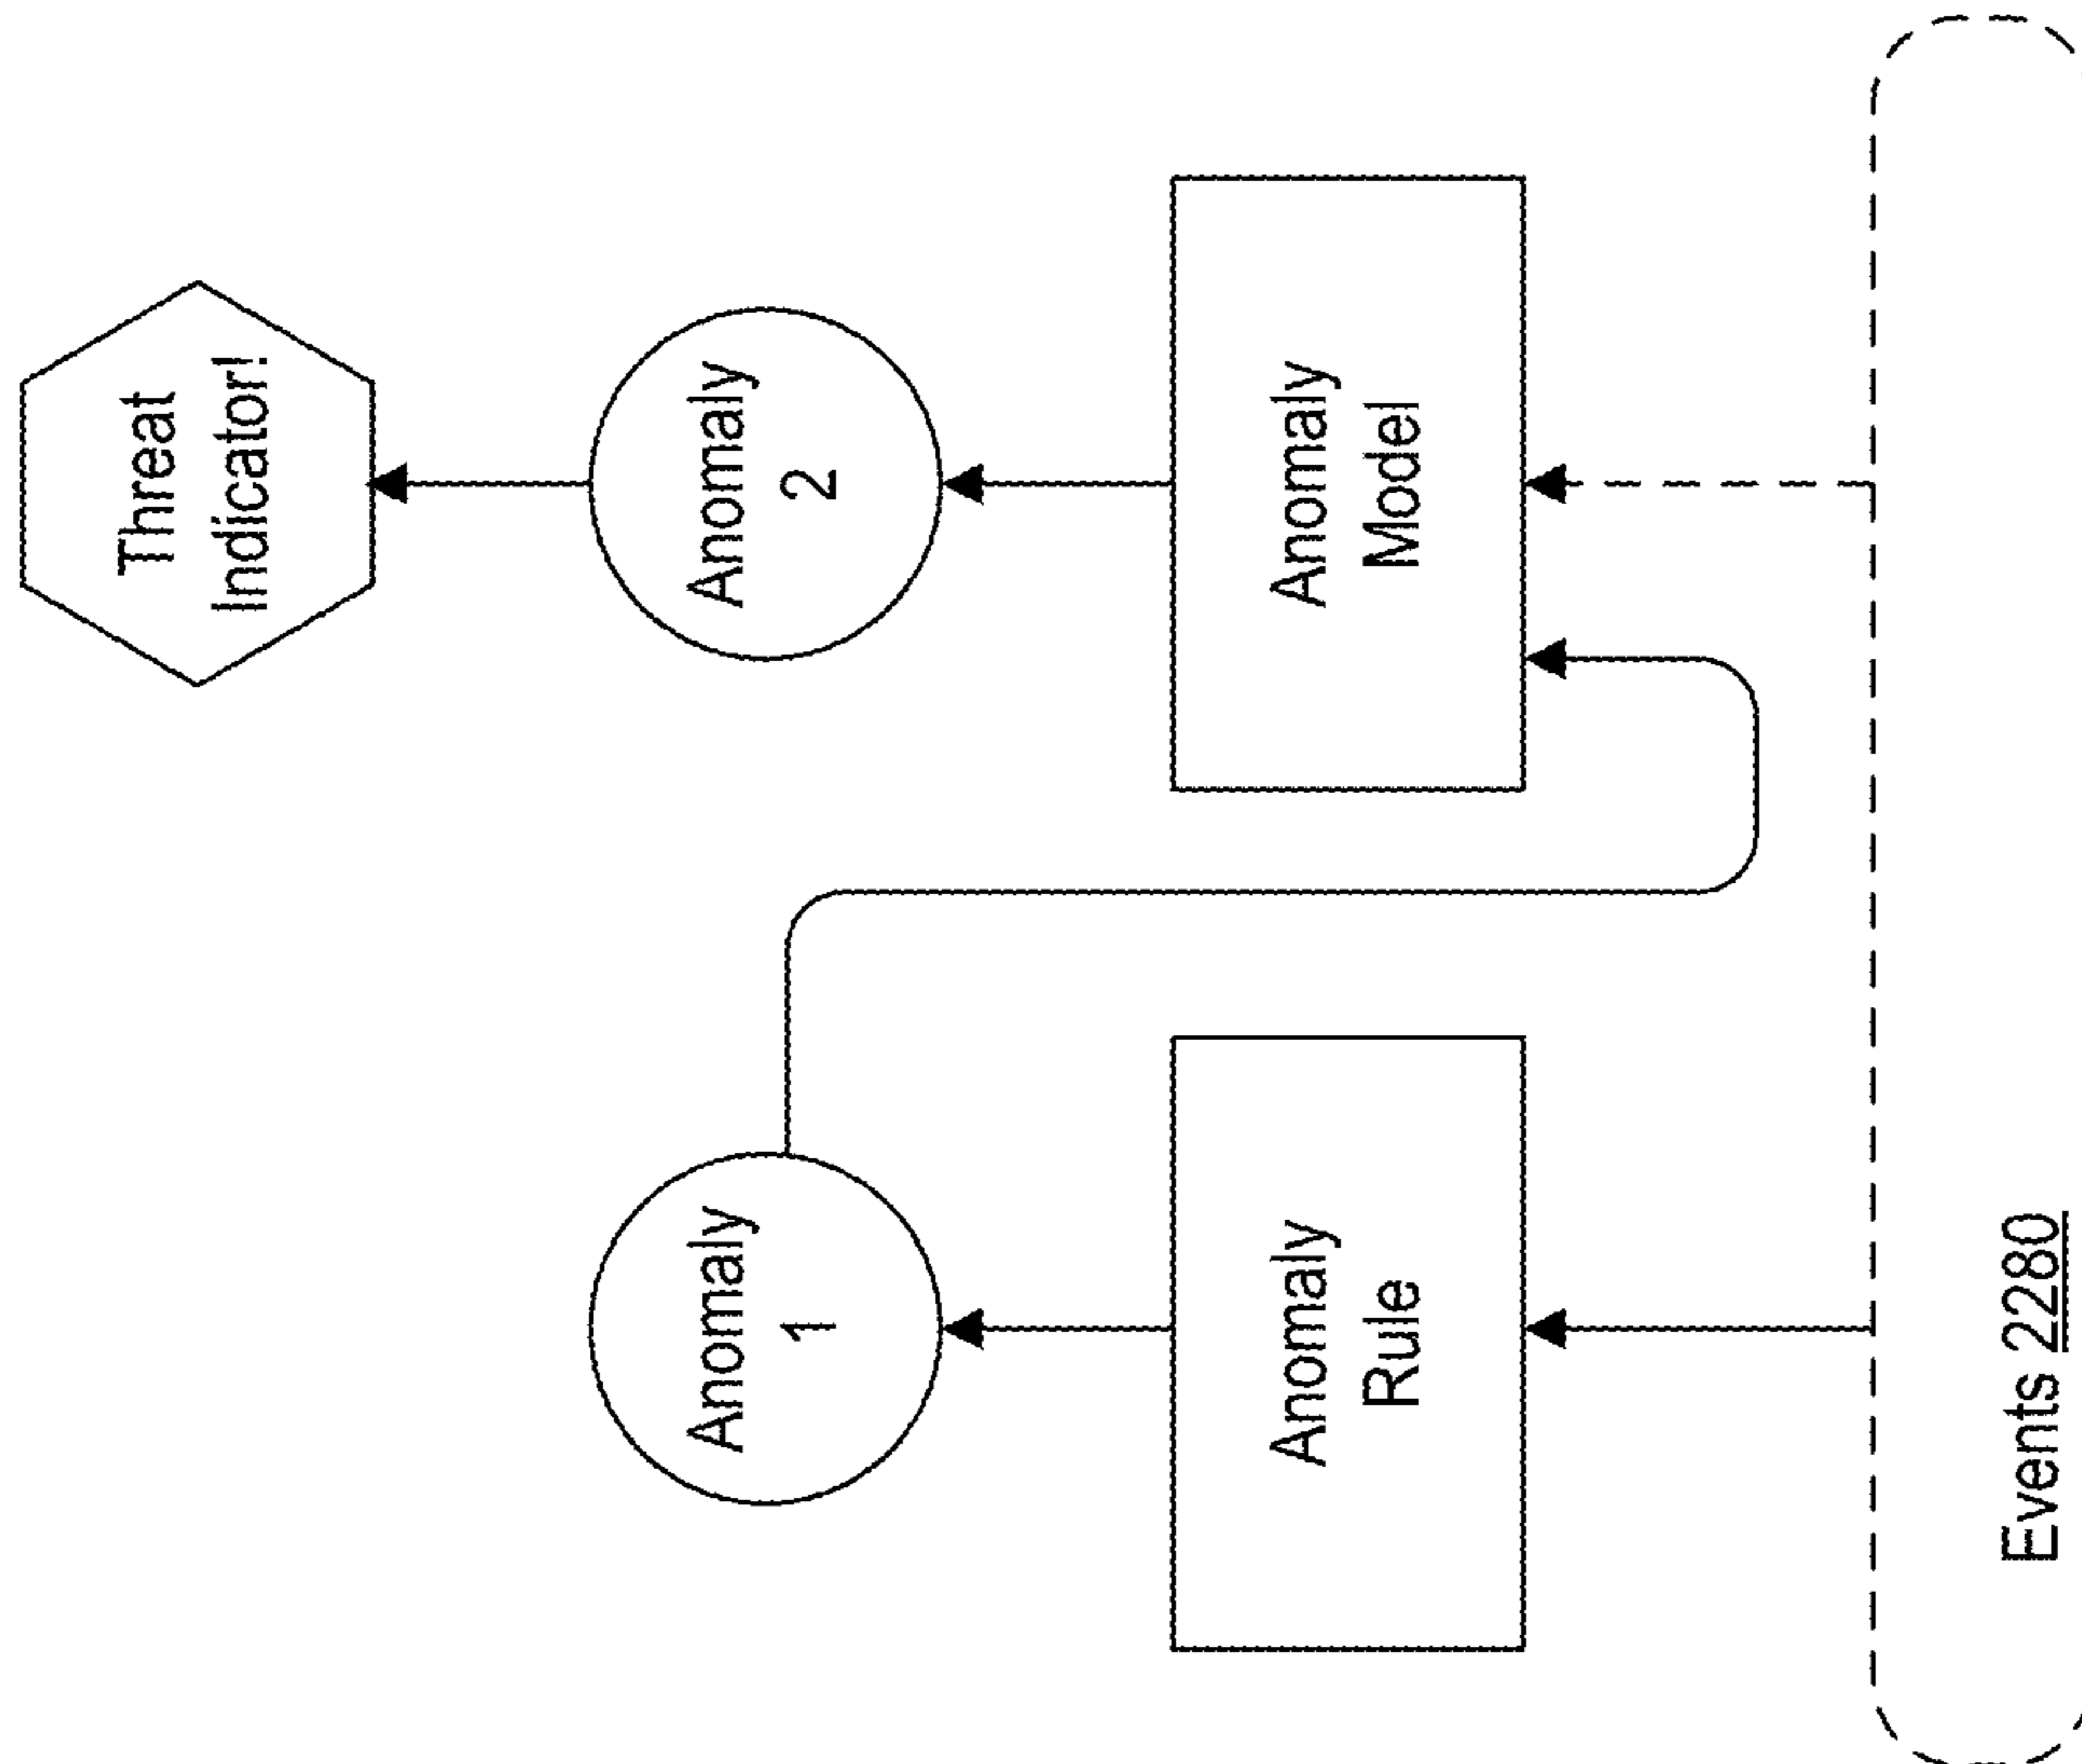 Threat
Indicator!
Anomaly
1
Anomaly
2
Anomaly
Rule
Anomaly
Model
Events 2280